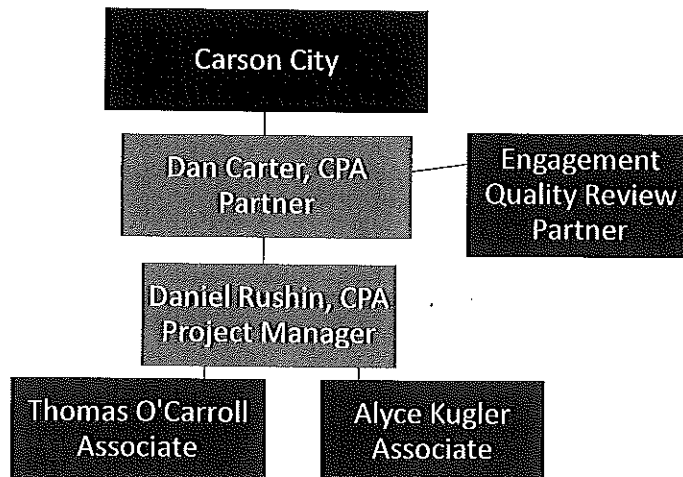 Carson City
Dan Carter, CPA
Partner
Engagement
Quality Review
Partner
Daniel Rushin, CPA
Project Manager
Thomas O'Carroll
Associate
Alyce Kugler
Associate